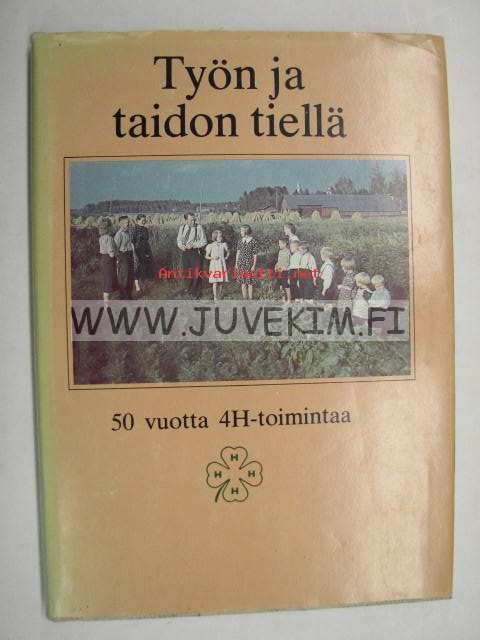 Työn ja
taidon tiellä
Antikvariaatti.net
WWW.JUVEKIM.FI
50 vuotta 4H-toimintaa
H
H H
H